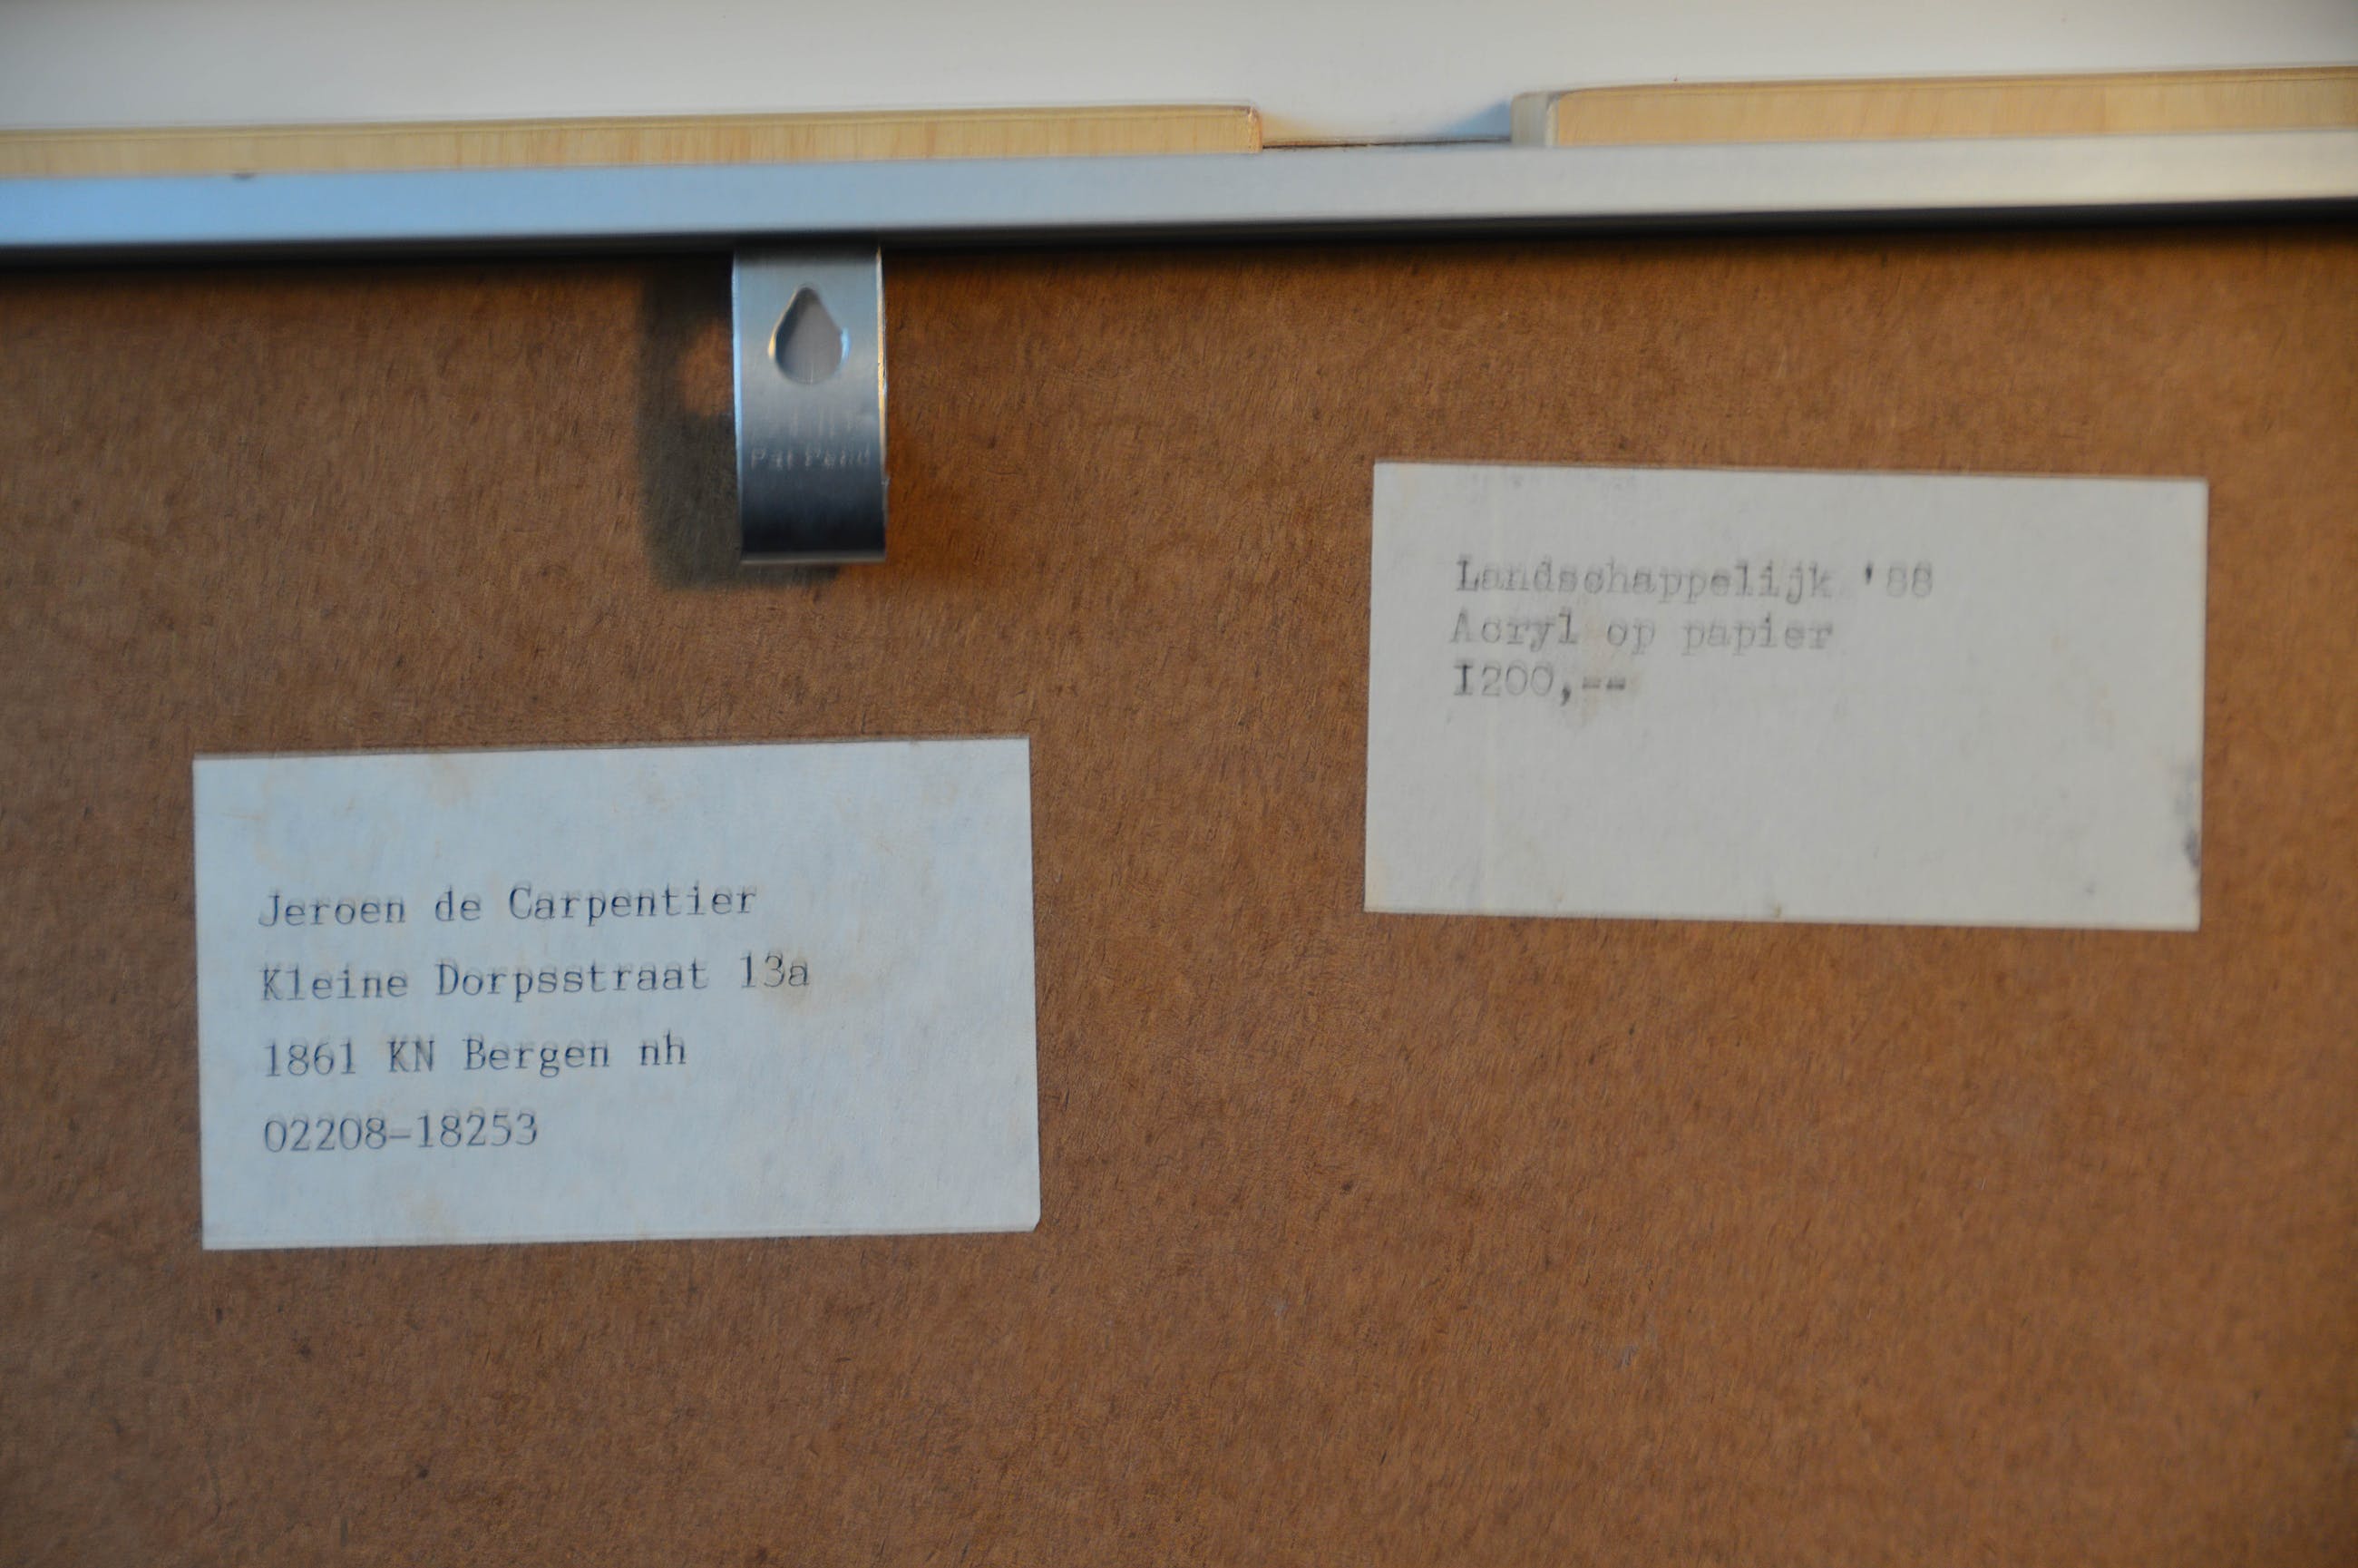 Landschappelijk '88
Acryl op papier
I200,--
Jeroen de Carpentier
Kleine Dorpsstraat 13a
1861 KN Bergen nh
02208-18253